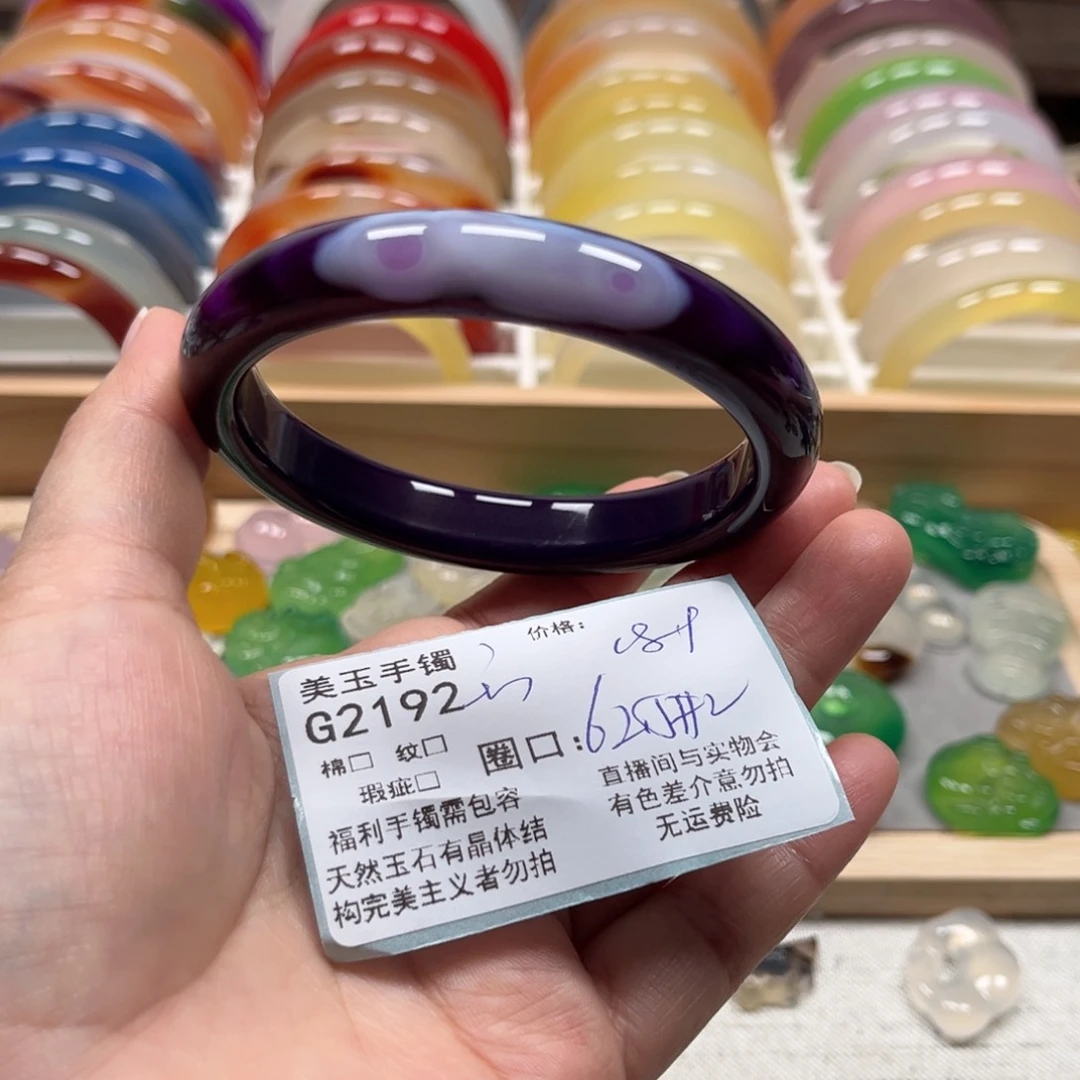 美玉手镯
价格:
G2192
棉□ 纹□
圈口:
瑕疵□
福利手镯需包容
天然玉石有晶体结
构完美主义者勿拍
直播间与实物会
有色差介意勿拍
无运费险